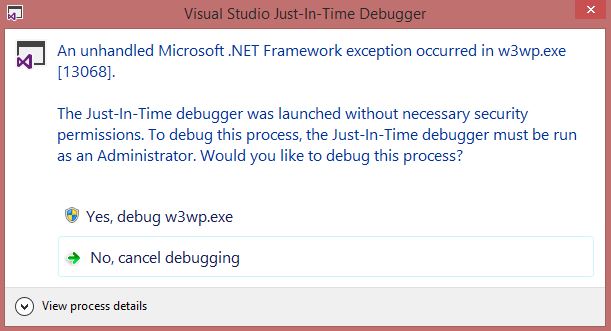 Visual Studio Just-In-Time Debugger
An unhandled Microsoft .NET Framework exception occurred in w3wp.exe
[13068].
The Just-In-Time debugger was launched without necessary security
permissions. To debug this process, the Just-In-Time debugger must be run
as an Administrator. Would you like to debug this process?
Yes, debug w3wp.exe
No, cancel debugging
View process details